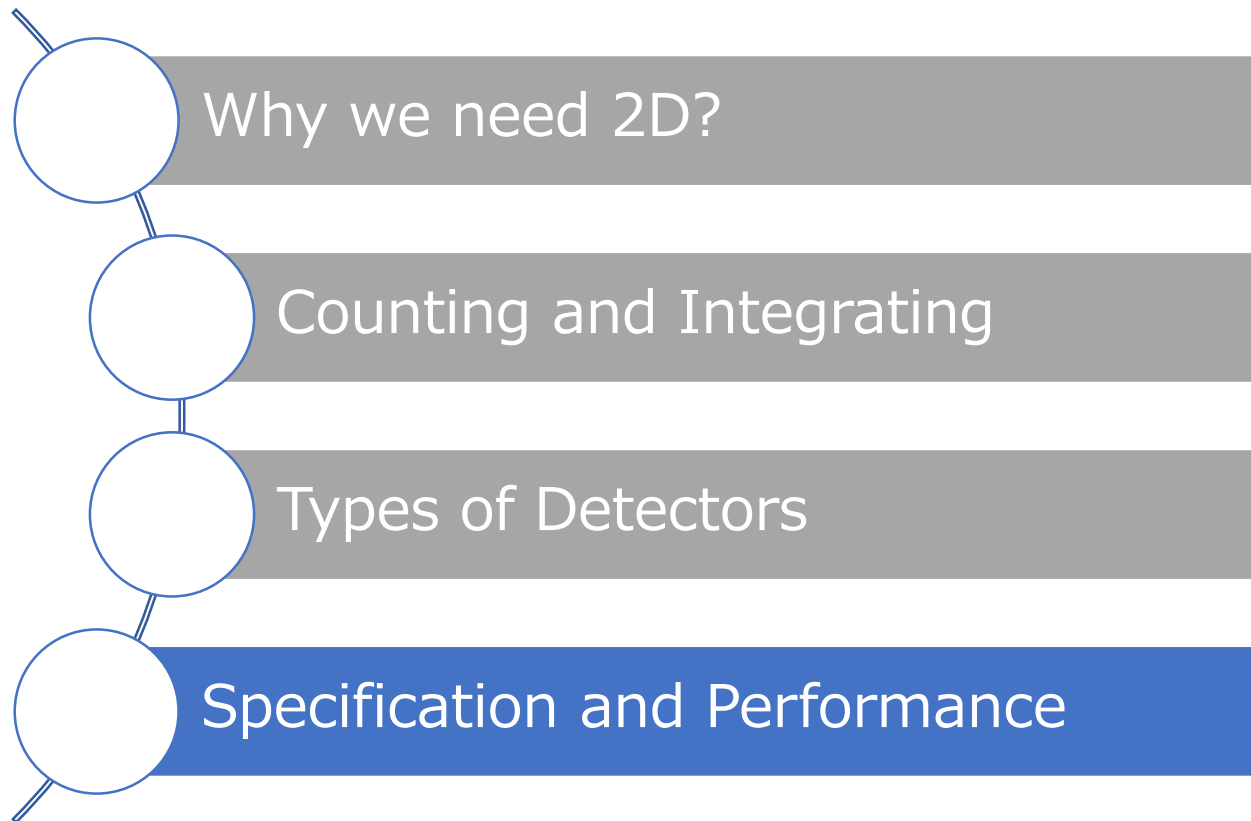 Why we need 2D?
Counting and Integrating
Types of Detectors
Specification and Performance